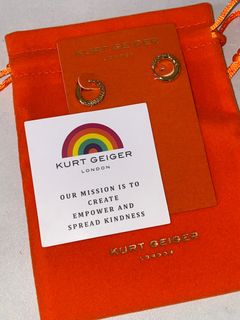 KURT GEIGER
LONDON
KURT GEIGER
LONDON
OUR MISSION IS TO
CREATE
EMPOWER AND
SPREAD KINDNESS
KURT GEIGER
LONDON